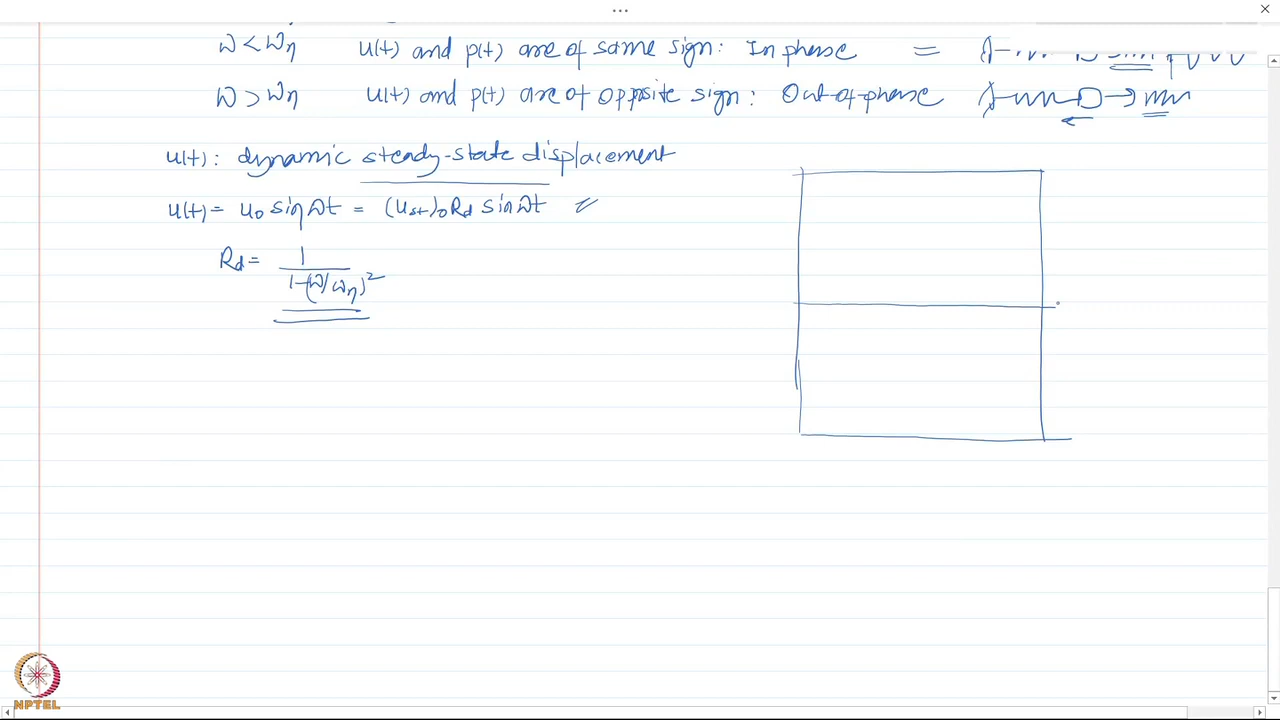 ω < ωn u(t) and p(t) are of same sign: In phase =
ω > ωn u(t) and p(t) are of opposite sign: Out-of-phase
u(t): dynamic steady-state displacement
u(t) = u0 sin ωt = (ust)0 Rd sin ωt
Rd = 1 / 1-(ω/ωn)²
NPTEL